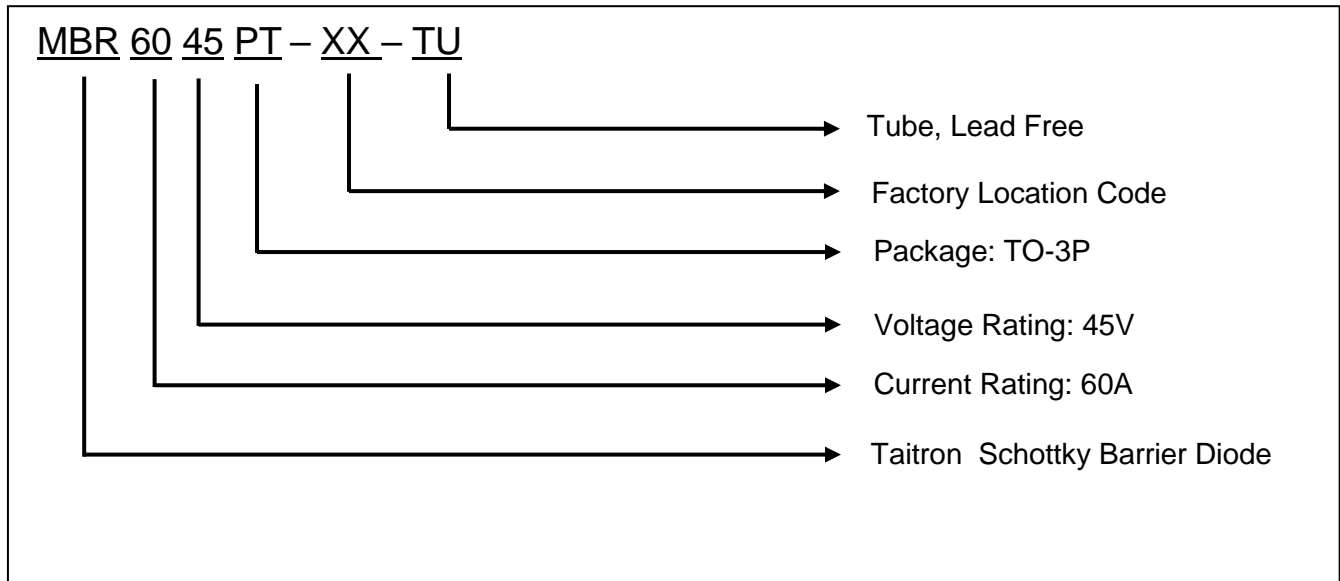 MBR 60 45 PT – XX – TU
Tube, Lead Free
Factory Location Code
Package: TO-3P
Voltage Rating: 45V
Current Rating: 60A
Taitron Schottky Barrier Diode